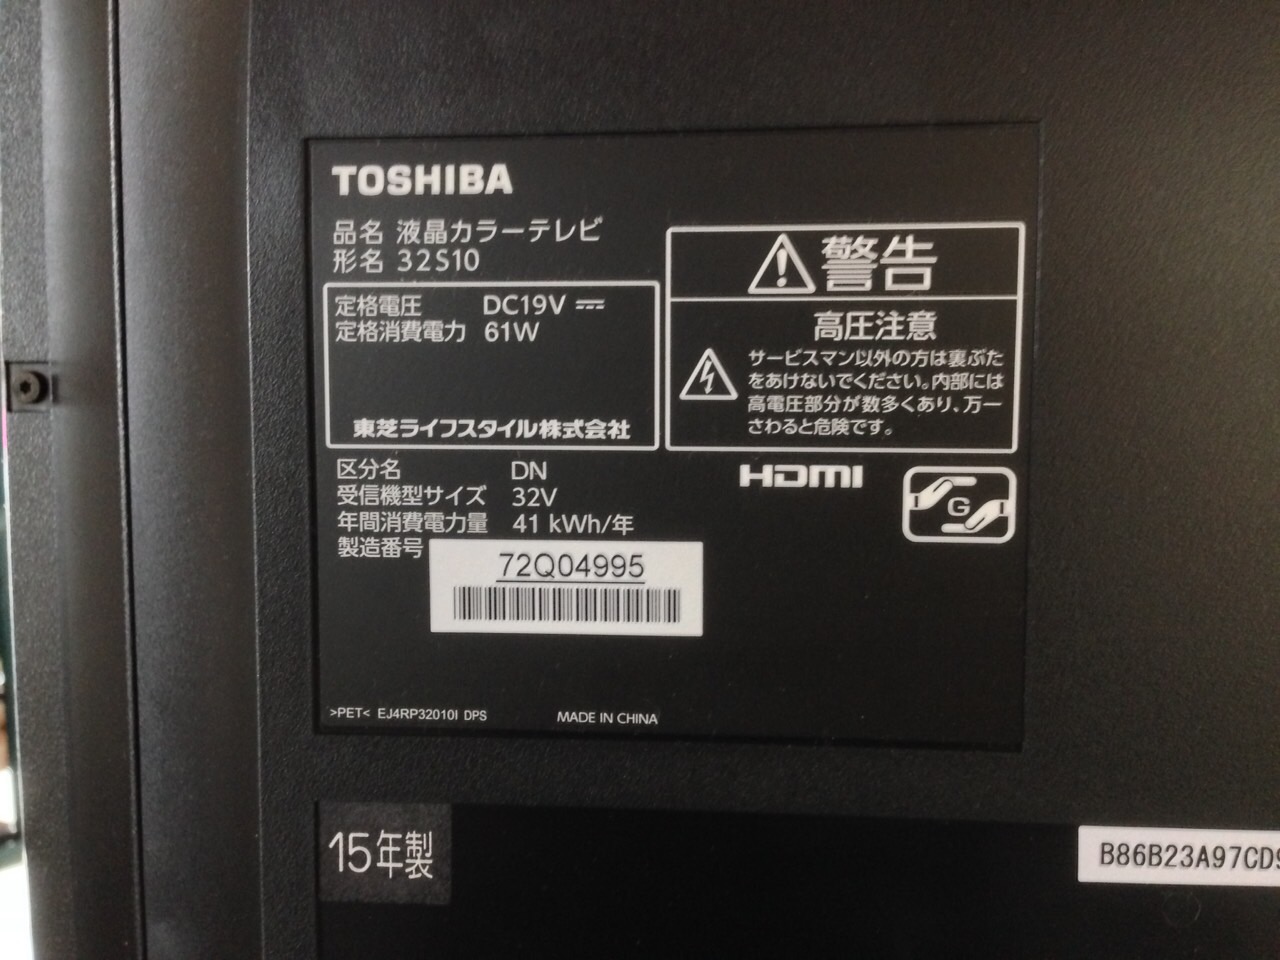 TOSHIBA
品名 液晶カラーテレビ
形名 32S10
定格電圧 DC19V ⎓
定格消費電力 61W
東芝ライフスタイル株式会社
警告
高圧注意
サービスマン以外の方は裏ぶた
をあけないでください。内部には
高電圧部分が数多くあり、万一
さわると危険です。
区分名 DN
受信機型サイズ 32V
年間消費電力量 41 kWh/年
製造番号
72Q04995
HDMI
G
>PET< EJ4RP32010I DPS
MADE IN CHINA
15年製
B86B23A97CD9